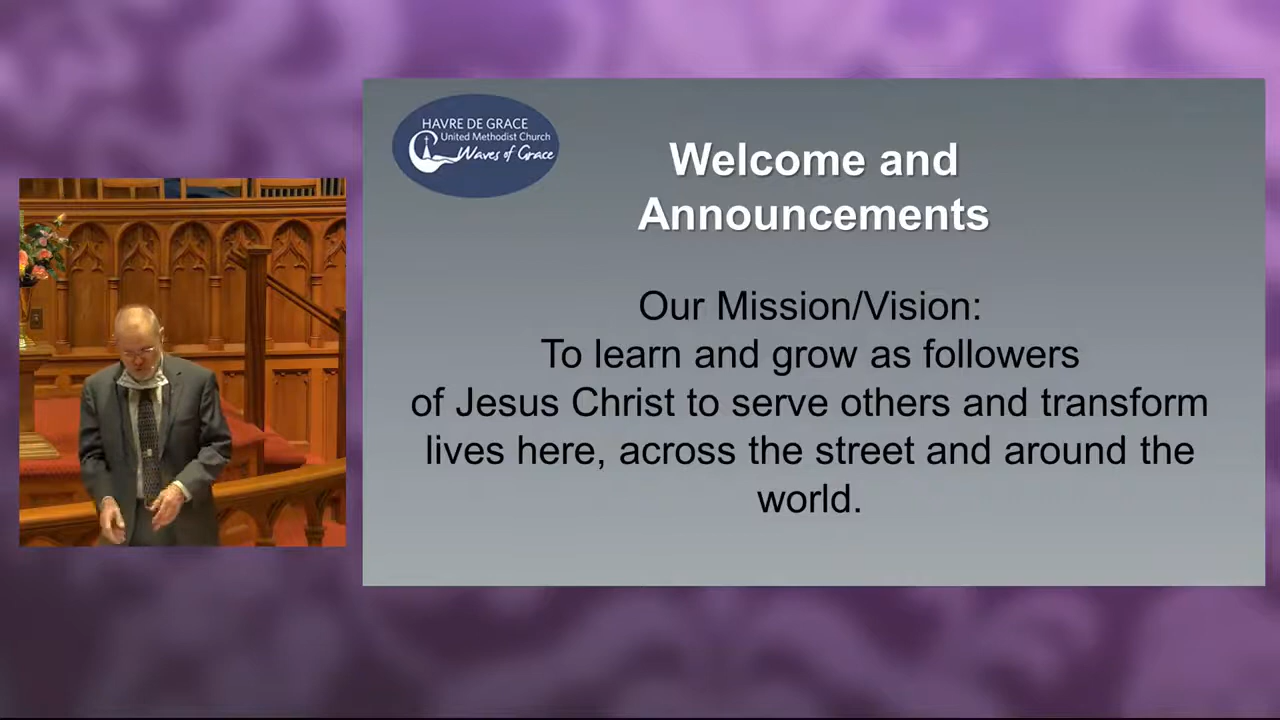 HAVRE DE GRACE
United Methodist Church
Waves of Grace
Welcome and
Announcements
Our Mission/Vision:
To learn and grow as followers
of Jesus Christ to serve others and transform
lives here, across the street and around the
world.